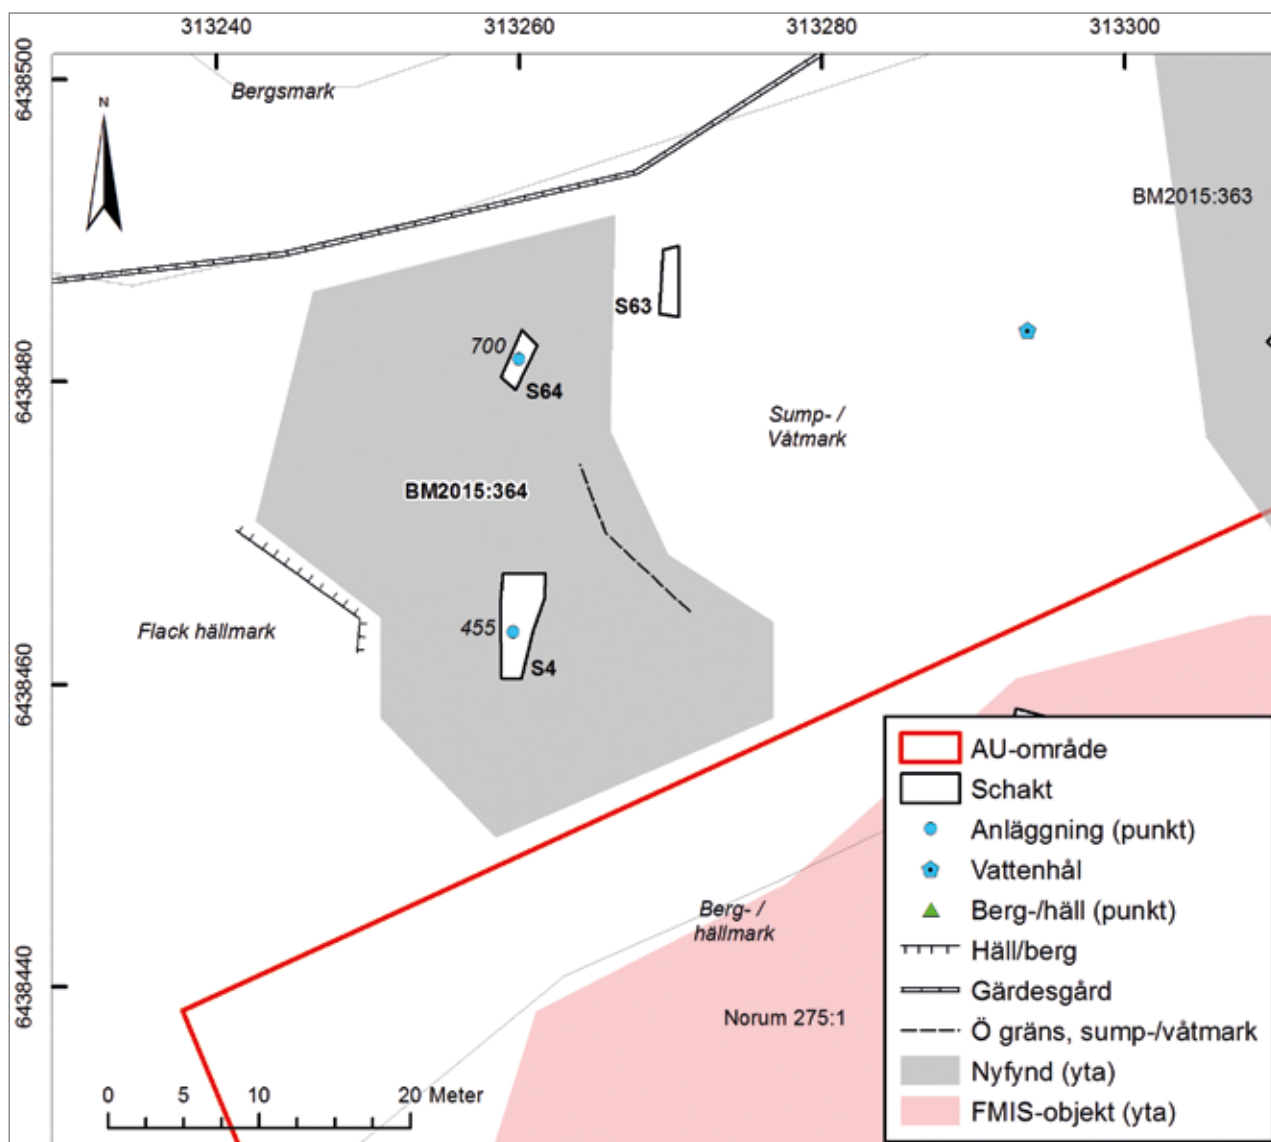 313240
313260
313280
313300
6438500
Bergsmark
N
BM2015:363
S63
700
S64
6438480
Sump- /
Våtmark
BM2015:364
Flack hällmark
455
S4
6438460
AU-område
Schakt
Anläggning (punkt)
Vattenhål
Berg-/häll (punkt)
Häll/berg
Gärdesgård
Ö gräns, sump-/våtmark
Nyfynd (yta)
FMIS-objekt (yta)
Berg- /
hällmark
6438440
Norum 275:1
0 5 10 20 Meter